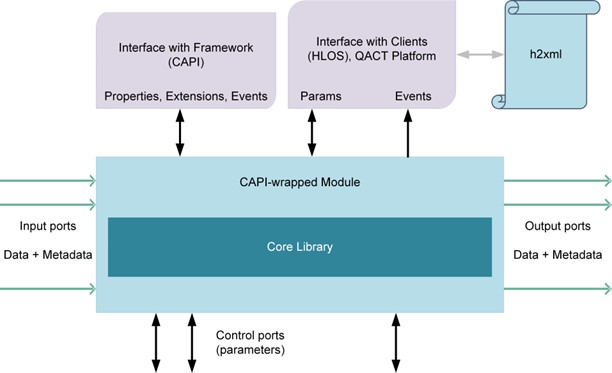 Interface with Framework
(CAPI)
Properties, Extensions, Events
Interface with Clients
(HLOS), QACT Platform
Params
Events
h2xml
CAPI-wrapped Module
Input ports
Data + Metadata
Core Library
Output ports
Data + Metadata
Control ports
(parameters)